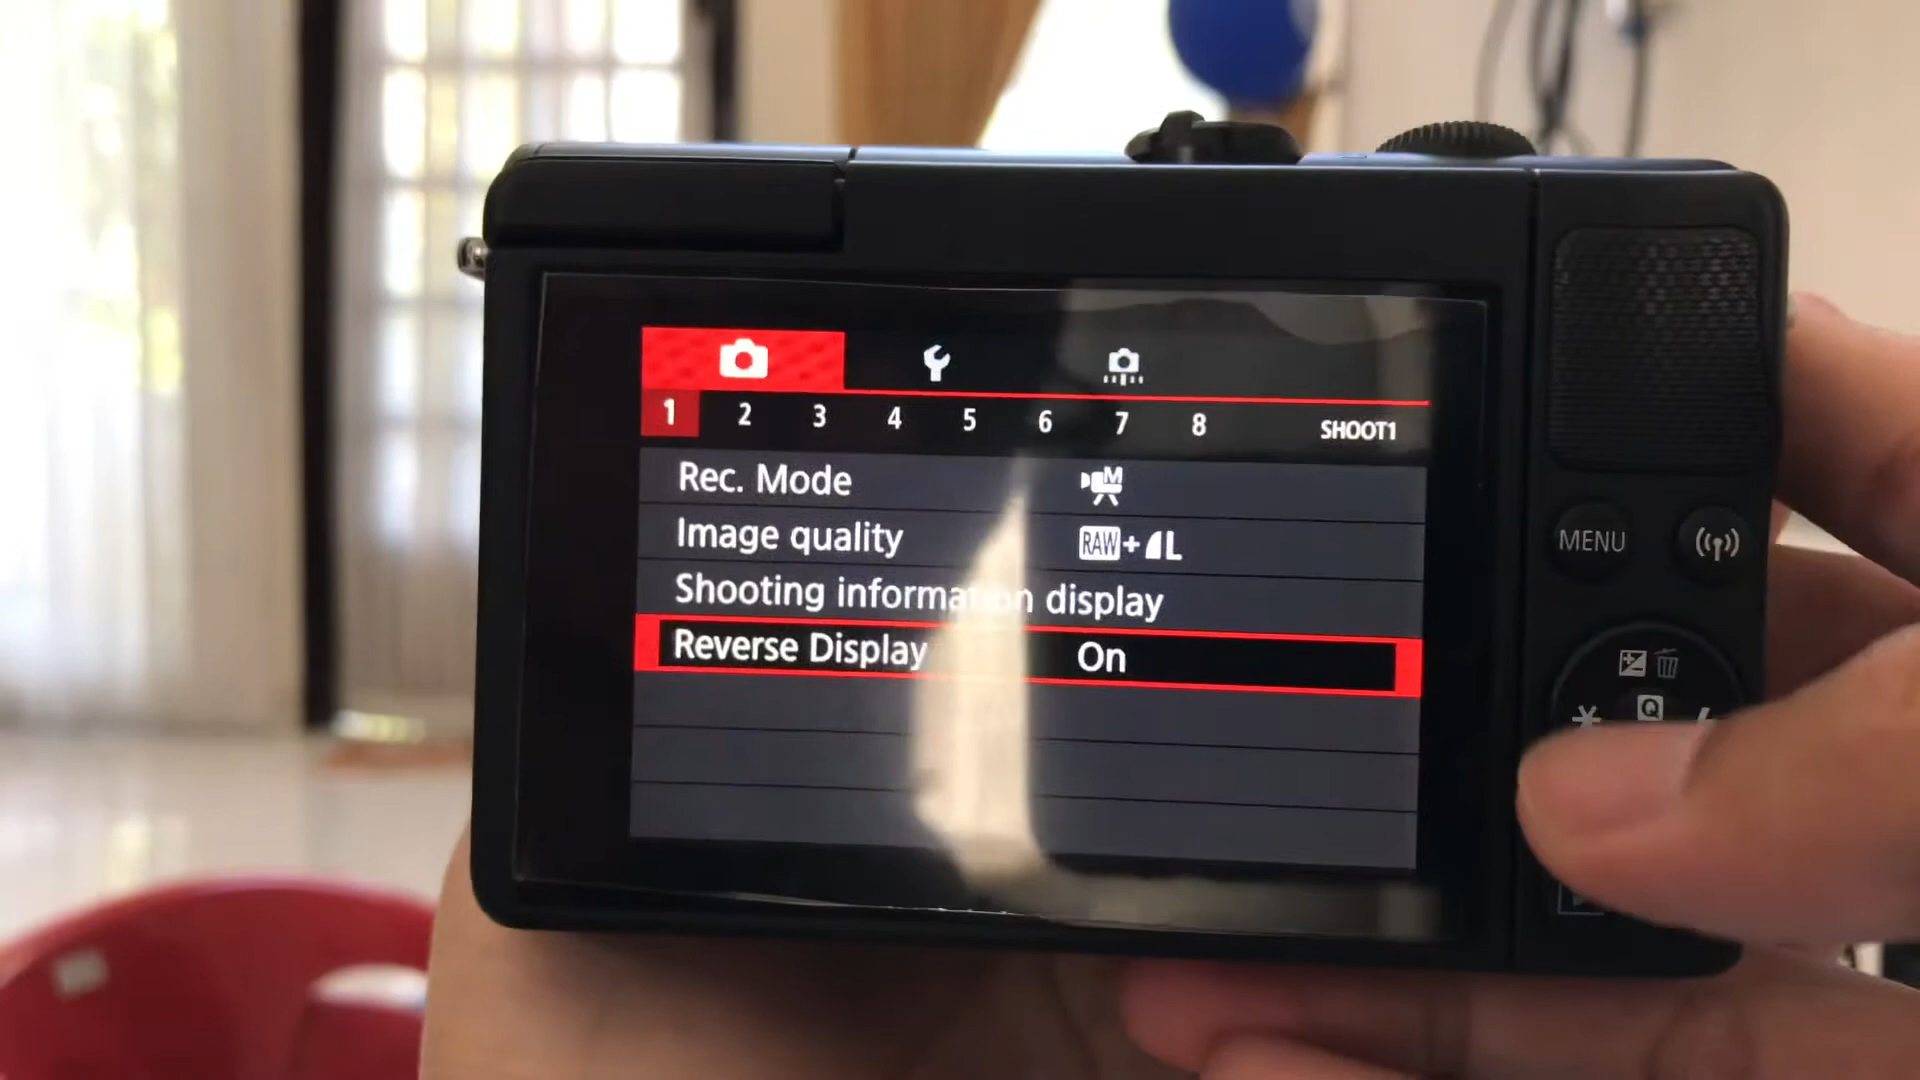 1 2 3 4 5 6 7 8 SHOOT1
Rec. Mode M
Image quality RAW+L
Shooting information display
Reverse Display On
MENU
Q